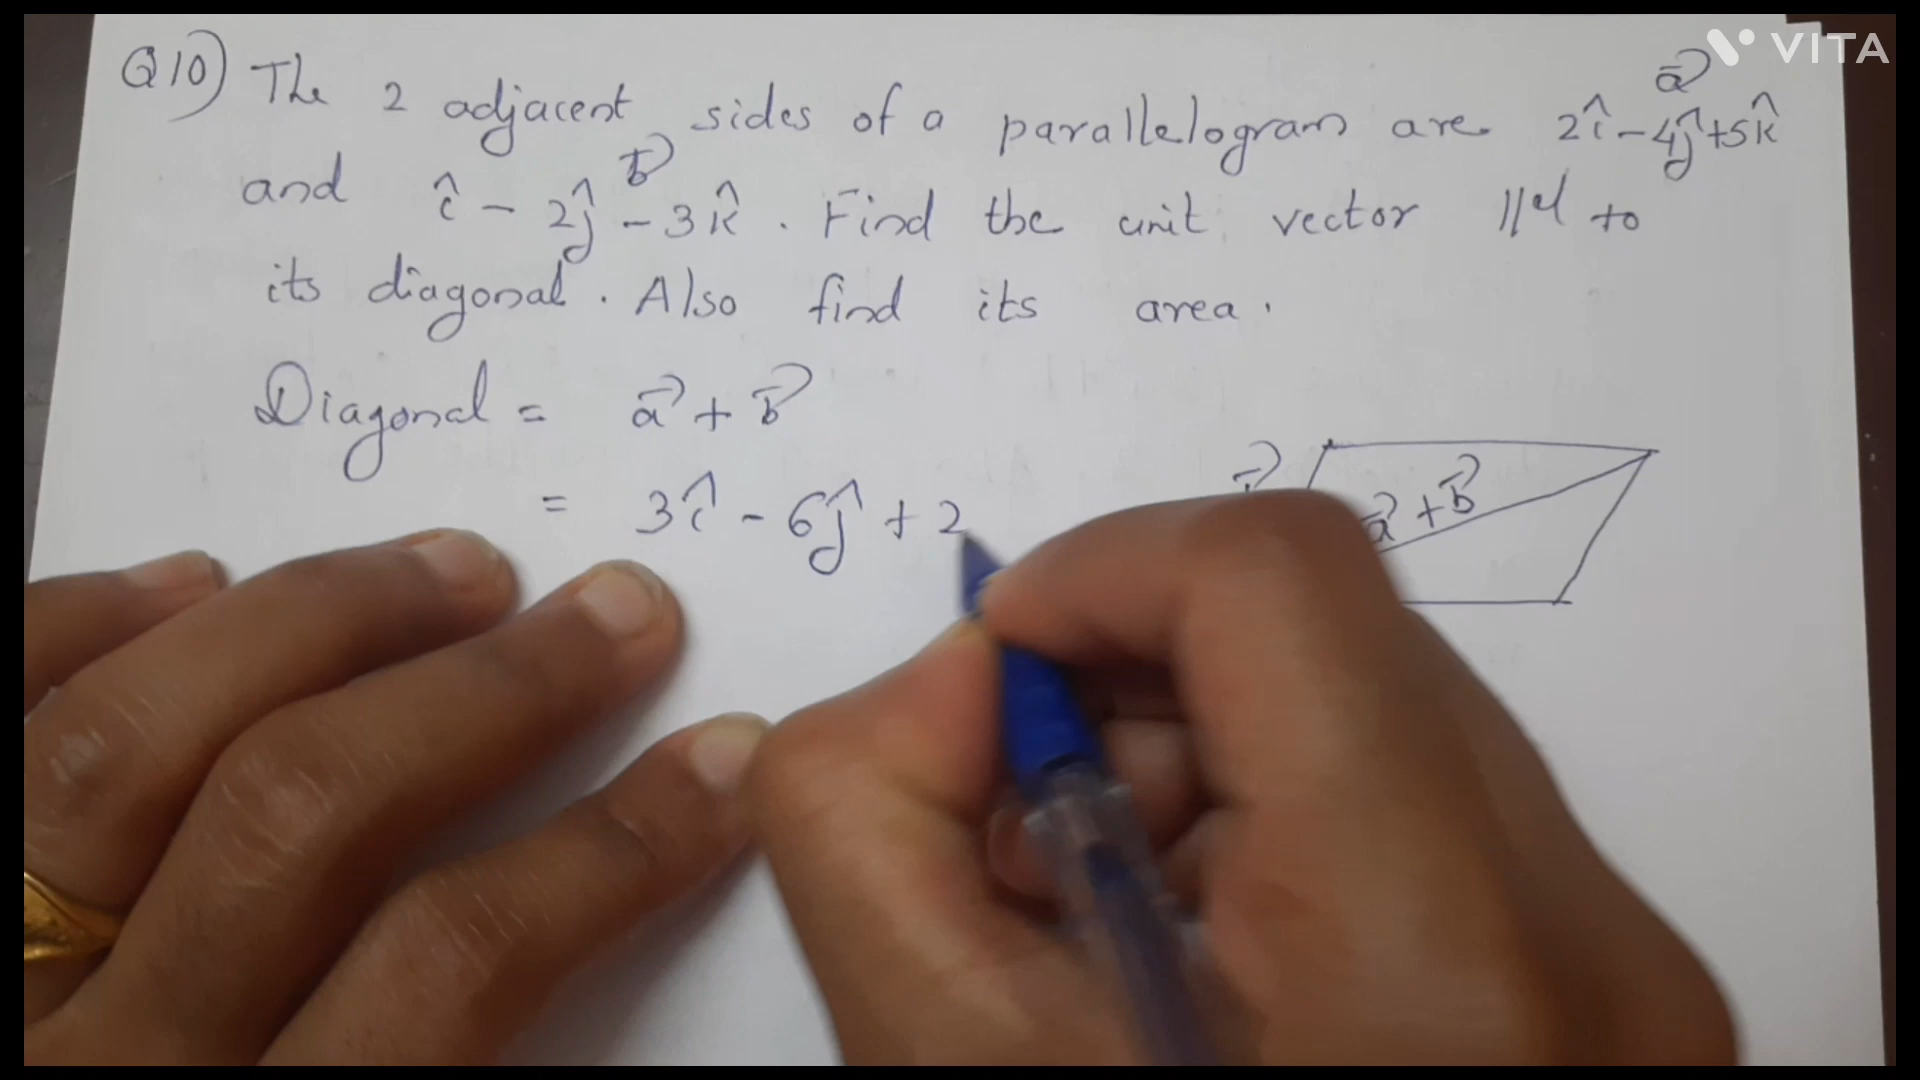 VITA
Q10) The 2 adjacent sides of a parallelogram are 2î - 4ĵ + 5k̂
a⃗
and î - 2ĵ - 3k̂ . Find the unit vector ||el to
b⃗
its diagonal. Also find its area.
Diagonal = a⃗ + b⃗
= 3î - 6ĵ + 2
b⃗
a⃗ + b⃗